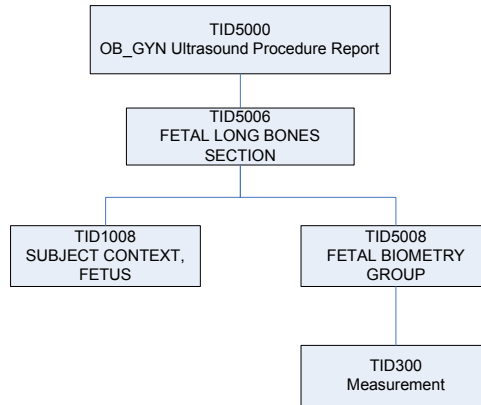 TID5000
OB_GYN Ultrasound Procedure Report
TID5006
FETAL LONG BONES
SECTION
TID1008
SUBJECT CONTEXT,
FETUS
TID5008
FETAL BIOMETRY
GROUP
TID300
Measurement